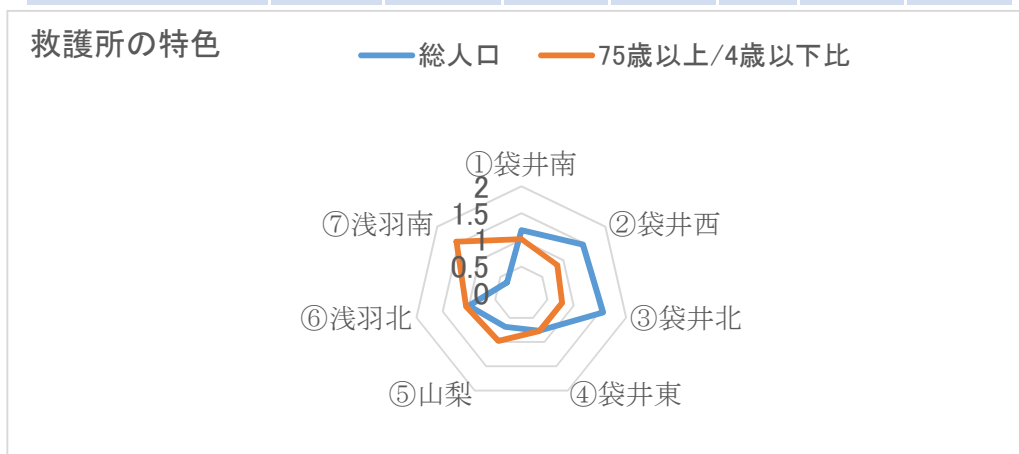 救護所の特色
総人口 75歳以上/4歳以下比
①袋井南
2
1.5
1
0.5
0
②袋井西
③袋井北
④袋井東
⑤山梨
⑥浅羽北
⑦浅羽南